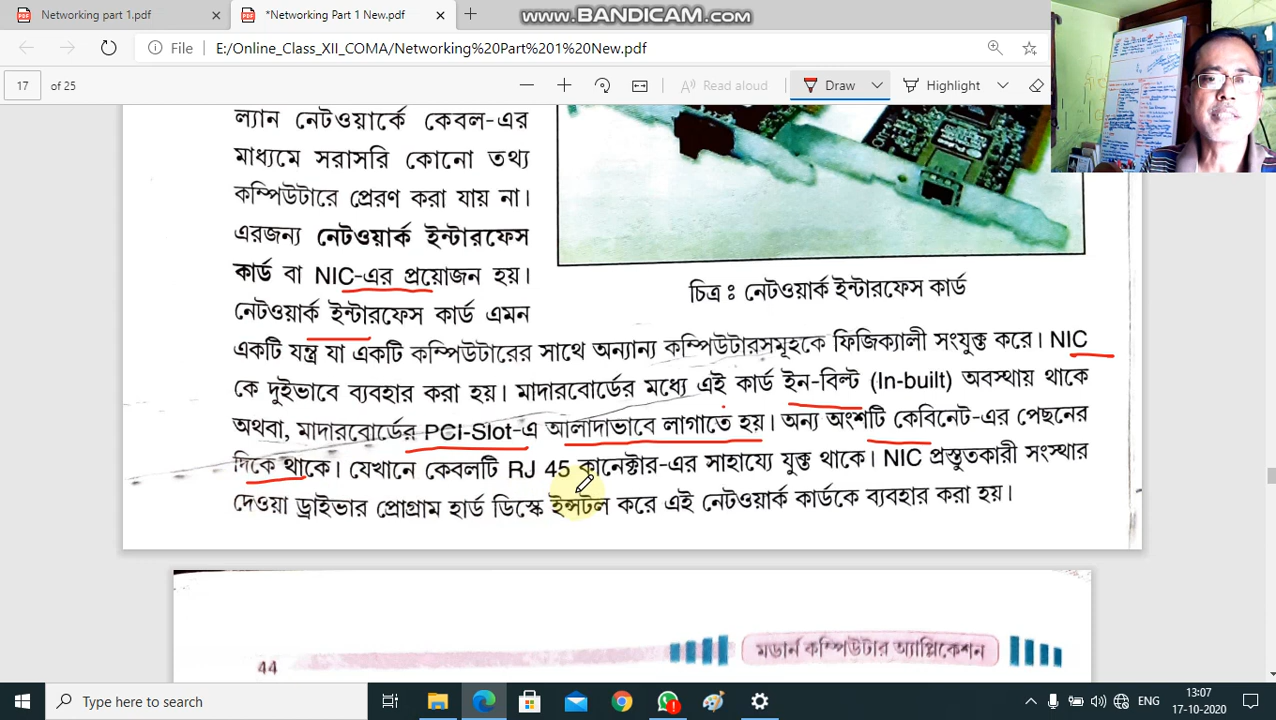 Networking part 1.pdf
*Networking Part 1 New.pdf
www.BANDICAM.com
File
E:/Online_Class_XII_COMA/Networking%20Part%201%20New.pdf
17 of 25
Read aloud
Draw
Highlight
ল্যান নেটওয়ার্কে কেবল-এর
মাধ্যমে সরাসরি কোনো তথ্য
কম্পিউটারে প্রেরণ করা যায় না।
এরজন্য নেটওয়ার্ক ইন্টারফেস
কার্ড বা NIC-এর প্রয়োজন হয়।
নেটওয়ার্ক ইন্টারফেস কার্ড এমন
চিত্র ঃ নেটওয়ার্ক ইন্টারফেস কার্ড
একটি যন্ত্র যা একটি কম্পিউটারের সাথে অন্যান্য কম্পিউটারসমূহকে ফিজিক্যালী সংযুক্ত করে। NIC
কে দুইভাবে ব্যবহার করা হয়। মাদারবোর্ডের মধ্যে এই কার্ড ইন-বিল্ট (In-built) অবস্থায় থাকে
অথবা, মাদারবোর্ডের PCI-Slot-এ আলাদাভাবে লাগাতে হয়। অন্য অংশটি কেবিনেট-এর পেছনের
দিকে থাকে। যেখানে কেবলটি RJ 45 কানেক্টার-এর সাহায্যে যুক্ত থাকে। NIC প্রস্তুতকারী সংস্থার
দেওয়া ড্রাইভার প্রোগ্রাম হার্ড ডিস্কে ইন্সটল করে এই নেটওয়ার্ক কার্ডকে ব্যবহার করা হয়।
44
মডার্ন কম্পিউটার অ্যাপ্লিকেশন
Type here to search
ENG
13:07
17-10-2020